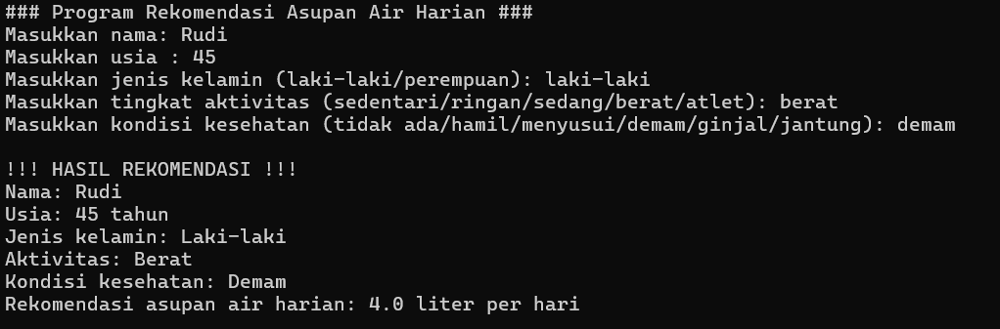 ### Program Rekomendasi Asupan Air Harian ###
Masukkan nama: Rudi
Masukkan usia : 45
Masukkan jenis kelamin (laki-laki/perempuan): laki-laki
Masukkan tingkat aktivitas (sedentari/ringan/sedang/berat/atlet): berat
Masukkan kondisi kesehatan (tidak ada/hamil/menyusui/demam/ginjal/jantung): demam

!!! HASIL REKOMENDASI !!!
Nama: Rudi
Usia: 45 tahun
Jenis kelamin: Laki-laki
Aktivitas: Berat
Kondisi kesehatan: Demam
Rekomendasi asupan air harian: 4.0 liter per hari